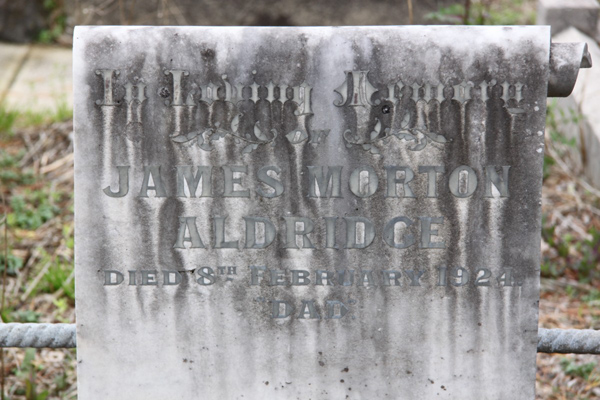 In Loving Memory
of
JAMES MORTON
ALDRIDGE
DIED 8TH FEBRUARY 1924.
DAD